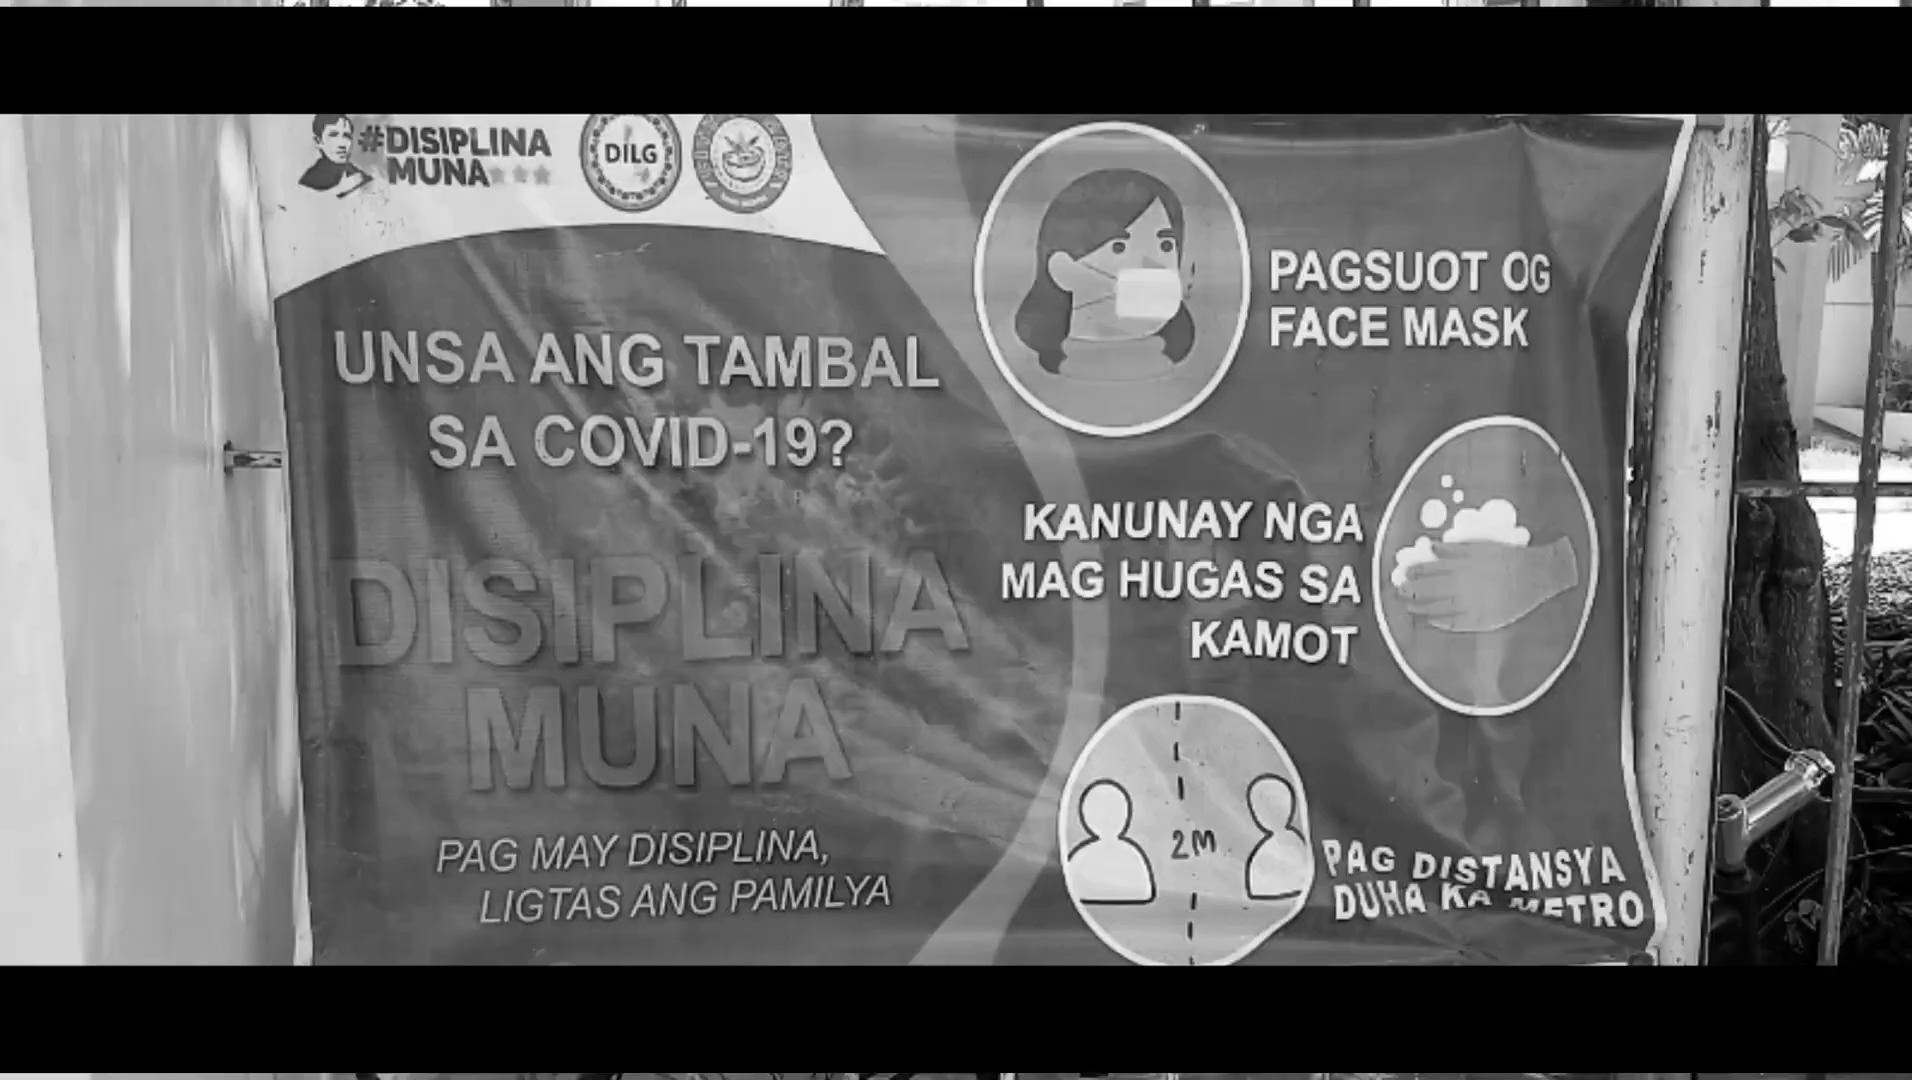 #DISIPLINA
MUNA
DILG
UNSA ANG TAMBAL
SA COVID-19?
DISIPLINA
MUNA
PAG MAY DISIPLINA,
LIGTAS ANG PAMILYA
PAGSUOT OG
FACE MASK
KANUNAY NGA
MAG HUGAS SA
KAMOT
2M
PAG DISTANSYA
DUHA KA METRO